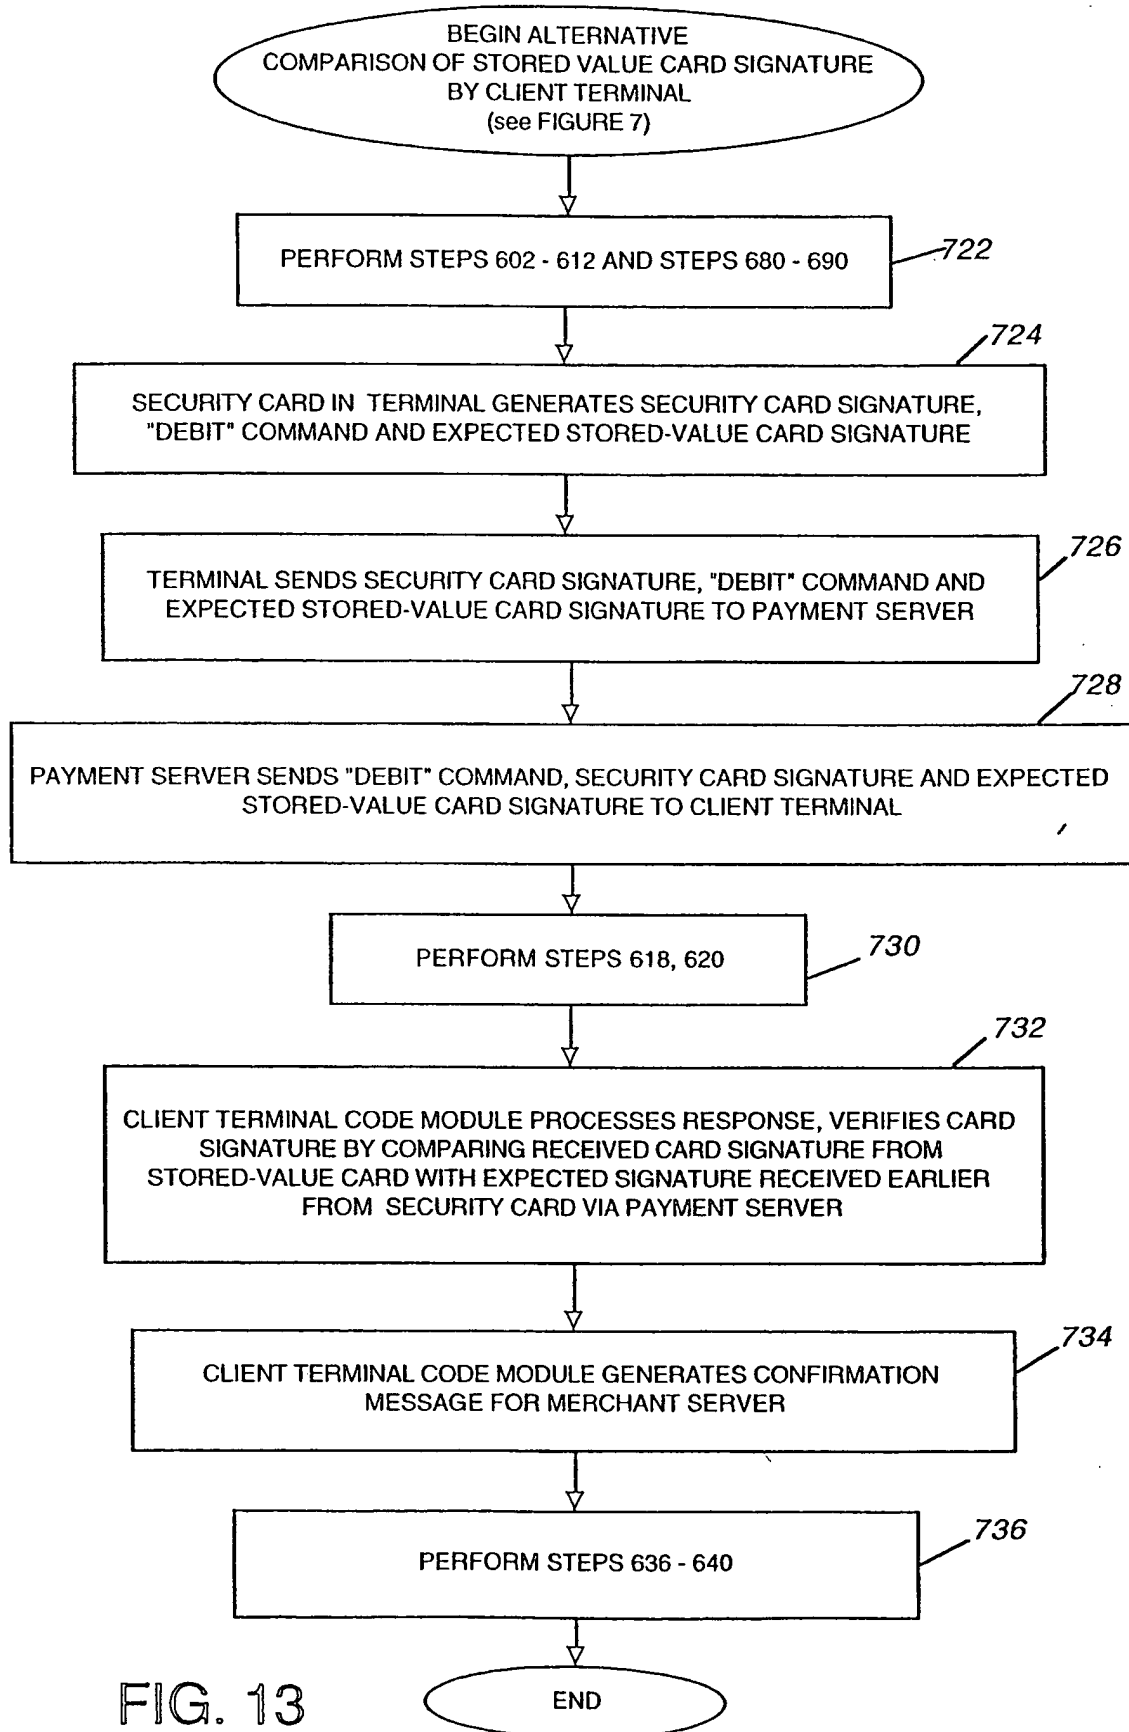 BEGIN ALTERNATIVE
COMPARISON OF STORED VALUE CARD SIGNATURE
BY CLIENT TERMINAL
(see FIGURE 7)
PERFORM STEPS 602 - 612 AND STEPS 680 - 690
722
724
SECURITY CARD IN TERMINAL GENERATES SECURITY CARD SIGNATURE,
"DEBIT" COMMAND AND EXPECTED STORED-VALUE CARD SIGNATURE
726
TERMINAL SENDS SECURITY CARD SIGNATURE, "DEBIT" COMMAND AND
EXPECTED STORED-VALUE CARD SIGNATURE TO PAYMENT SERVER
728
PAYMENT SERVER SENDS "DEBIT" COMMAND, SECURITY CARD SIGNATURE AND EXPECTED
STORED-VALUE CARD SIGNATURE TO CLIENT TERMINAL
PERFORM STEPS 618, 620
730
732
CLIENT TERMINAL CODE MODULE PROCESSES RESPONSE, VERIFIES CARD
SIGNATURE BY COMPARING RECEIVED CARD SIGNATURE FROM
STORED-VALUE CARD WITH EXPECTED SIGNATURE RECEIVED EARLIER
FROM SECURITY CARD VIA PAYMENT SERVER
734
CLIENT TERMINAL CODE MODULE GENERATES CONFIRMATION
MESSAGE FOR MERCHANT SERVER
736
PERFORM STEPS 636 - 640
END
FIG. 13